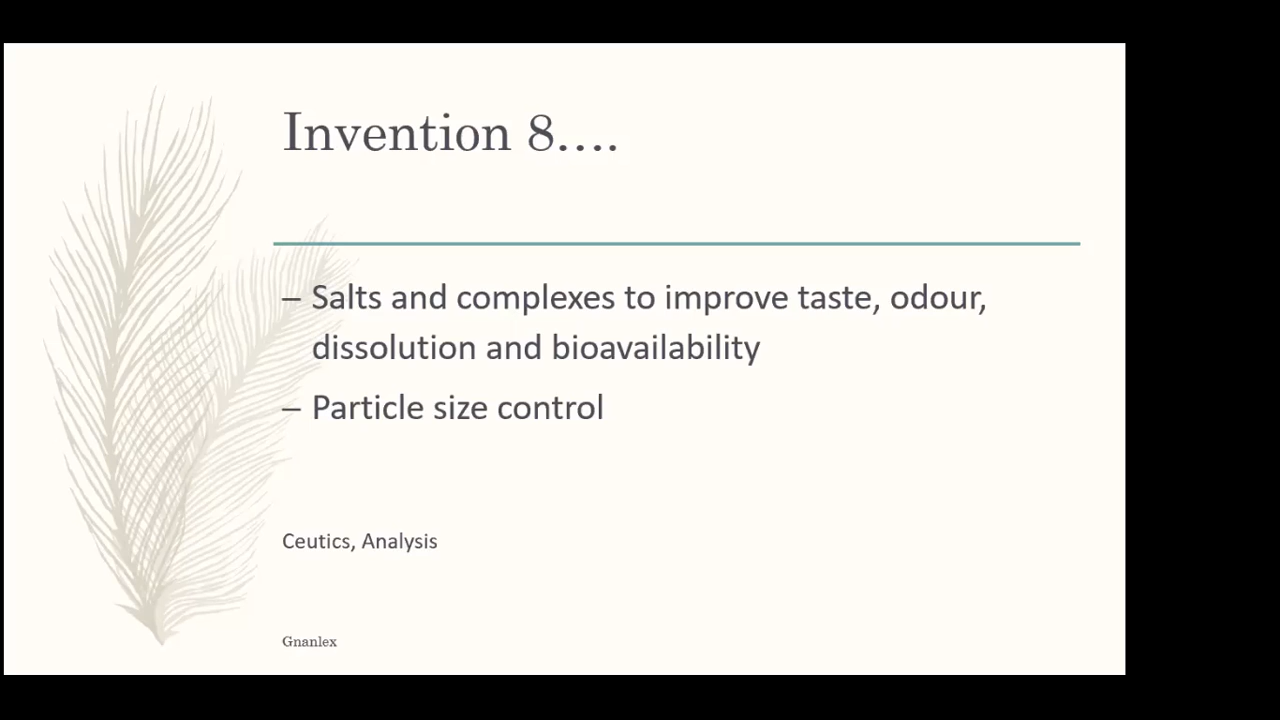 Invention 8....
– Salts and complexes to improve taste, odour,
dissolution and bioavailability
– Particle size control
Ceutics, Analysis
Gnanlex